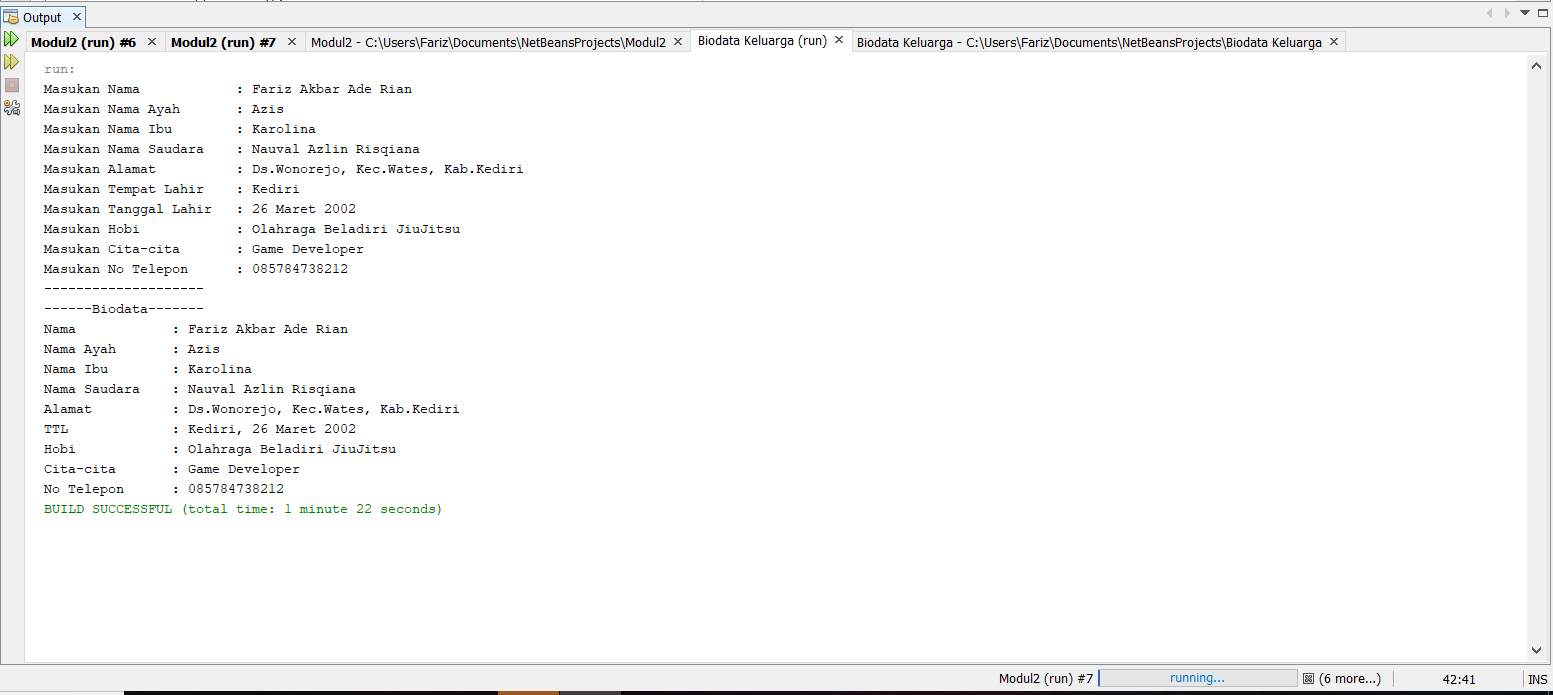 Output
Modul2 (run) #6 Modul2 (run) #7 Modul2 - C:\Users\Fariz\Documents\NetBeansProjects\Modul2 Biodata Keluarga (run) Biodata Keluarga - C:\Users\Fariz\Documents\NetBeansProjects\Biodata Keluarga
run:
Masukan Nama : Fariz Akbar Ade Rian
Masukan Nama Ayah : Azis
Masukan Nama Ibu : Karolina
Masukan Nama Saudara : Nauval Azlin Risqiana
Masukan Alamat : Ds.Wonorejo, Kec.Wates, Kab.Kediri
Masukan Tempat Lahir : Kediri
Masukan Tanggal Lahir : 26 Maret 2002
Masukan Hobi : Olahraga Beladiri JiuJitsu
Masukan Cita-cita : Game Developer
Masukan No Telepon : 085784738212
--------------------
------Biodata-------
Nama : Fariz Akbar Ade Rian
Nama Ayah : Azis
Nama Ibu : Karolina
Nama Saudara : Nauval Azlin Risqiana
Alamat : Ds.Wonorejo, Kec.Wates, Kab.Kediri
TTL : Kediri, 26 Maret 2002
Hobi : Olahraga Beladiri JiuJitsu
Cita-cita : Game Developer
No Telepon : 085784738212
BUILD SUCCESSFUL (total time: 1 minute 22 seconds)
Modul2 (run) #7 running... (6 more...) 42:41 INS